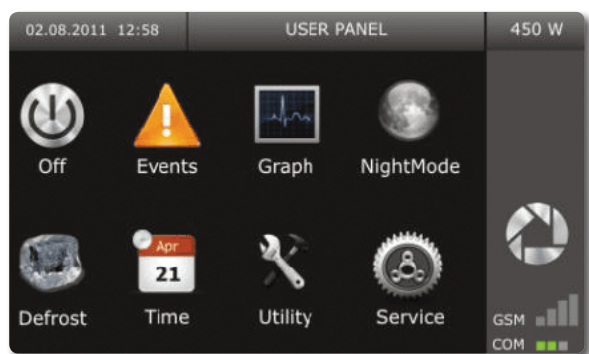 02.08.2011 12:58 USER PANEL 450 W
Off Events Graph NightMode
Apr
21
Defrost Time Utility Service
GSM
COM